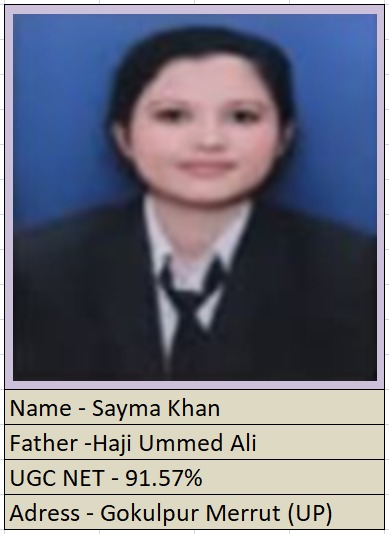 Name - Sayma Khan
Father -Haji Ummed Ali
UGC NET - 91.57%
Adress - Gokulpur Merrut (UP)